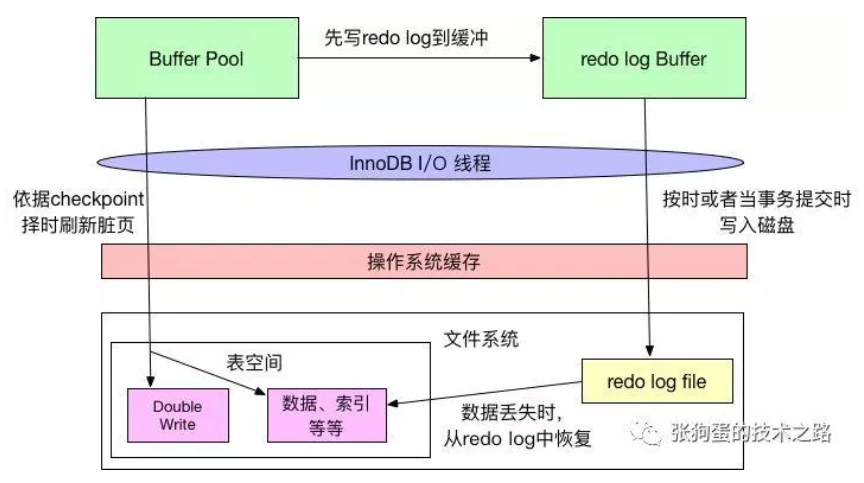 Buffer Pool
先写redo log到缓冲
redo log Buffer
InnoDB I/O 线程
依据checkpoint
择时刷新脏页
按时或者当事务提交时
写入磁盘
操作系统缓存
文件系统
表空间
Double
Write
数据、索引
等等
redo log file
数据丢失时,
从redo log中恢复
张狗蛋的技术之路